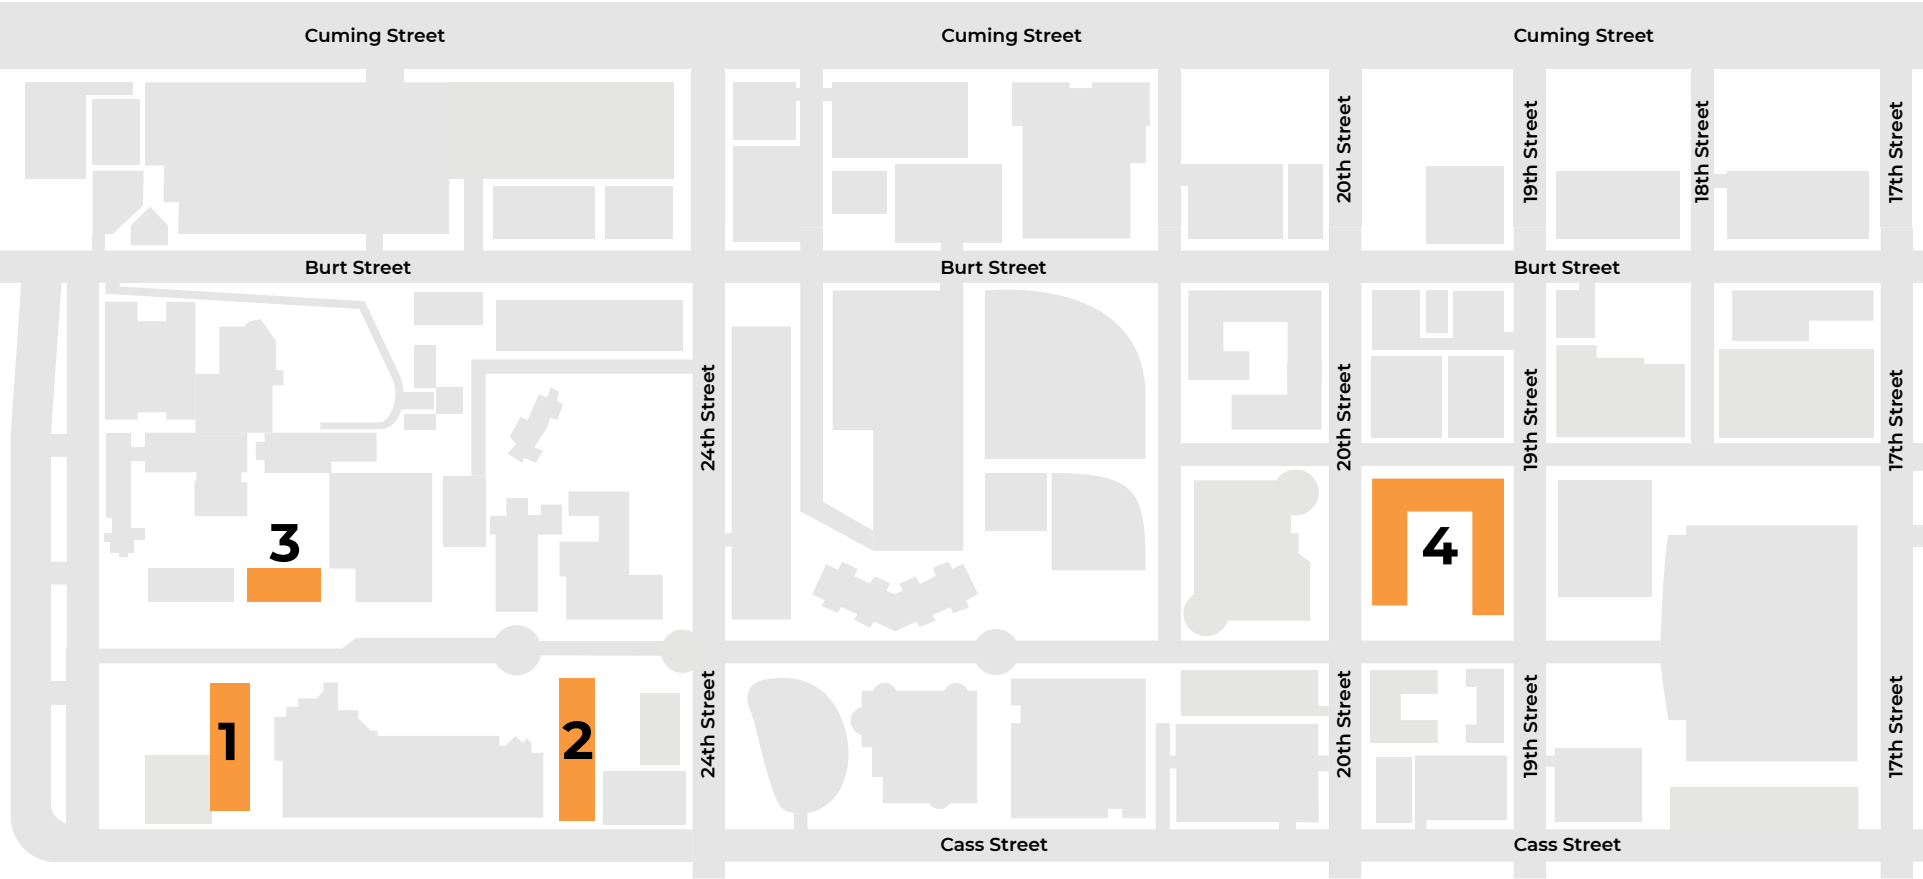 Cuming Street
Cuming Street
Cuming Street
20th Street
19th Street
18th Street
17th Street
Burt Street
Burt Street
Burt Street
24th Street
20th Street
19th Street
17th Street
3
4
1
2
24th Street
20th Street
19th Street
17th Street
Cass Street
Cass Street